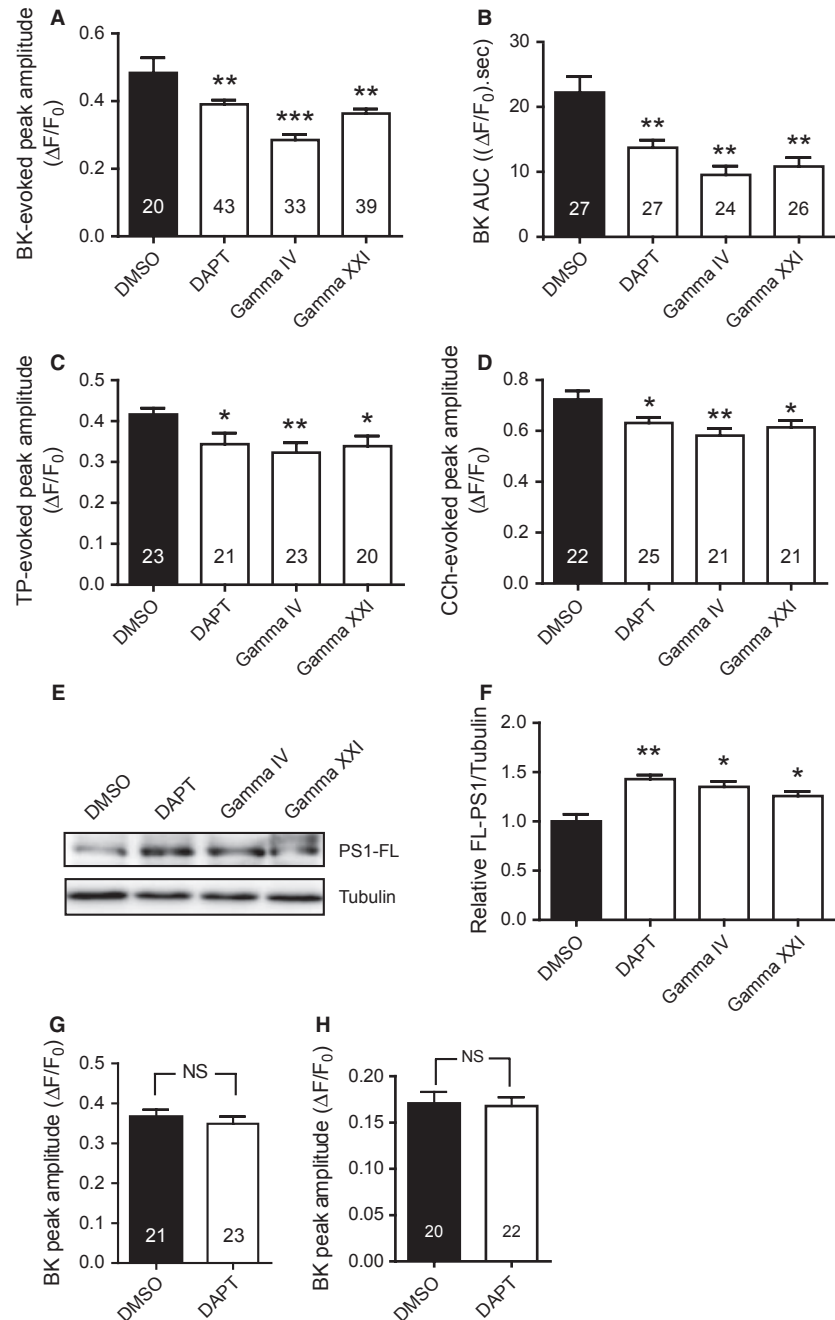 A
BK-evoked peak amplitude
(ΔF/F0)
0.6
0.4
0.2
0.0
**
***
**
20
43
33
39
DMSO
DAPT
Gamma IV
Gamma XXI
B
BK AUC ((ΔF/F0).sec)
30
20
10
0
**
**
**
27
27
24
26
DMSO
DAPT
Gamma IV
Gamma XXI
C
TP-evoked peak amplitude
(ΔF/F0)
0.5
0.4
0.3
0.2
0.1
0.0
*
**
*
23
21
23
20
DMSO
DAPT
Gamma IV
Gamma XXI
D
CCh-evoked peak amplitude
(ΔF/F0)
0.8
0.6
0.4
0.2
0.0
*
**
*
22
25
21
21
DMSO
DAPT
Gamma IV
Gamma XXI
E
DMSO
DAPT
Gamma IV
Gamma XXI
PS1-FL
Tubulin
F
Relative FL-PS1/Tubulin
2.0
1.5
1.0
0.5
0.0
**
*
*
DMSO
DAPT
Gamma IV
Gamma XXI
G
BK peak amplitude (ΔF/F0)
0.5
0.4
0.3
0.2
0.1
0.0
NS
21
23
DMSO
DAPT
H
BK peak amplitude (ΔF/F0)
0.20
0.15
0.10
0.05
0.00
NS
20
22
DMSO
DAPT